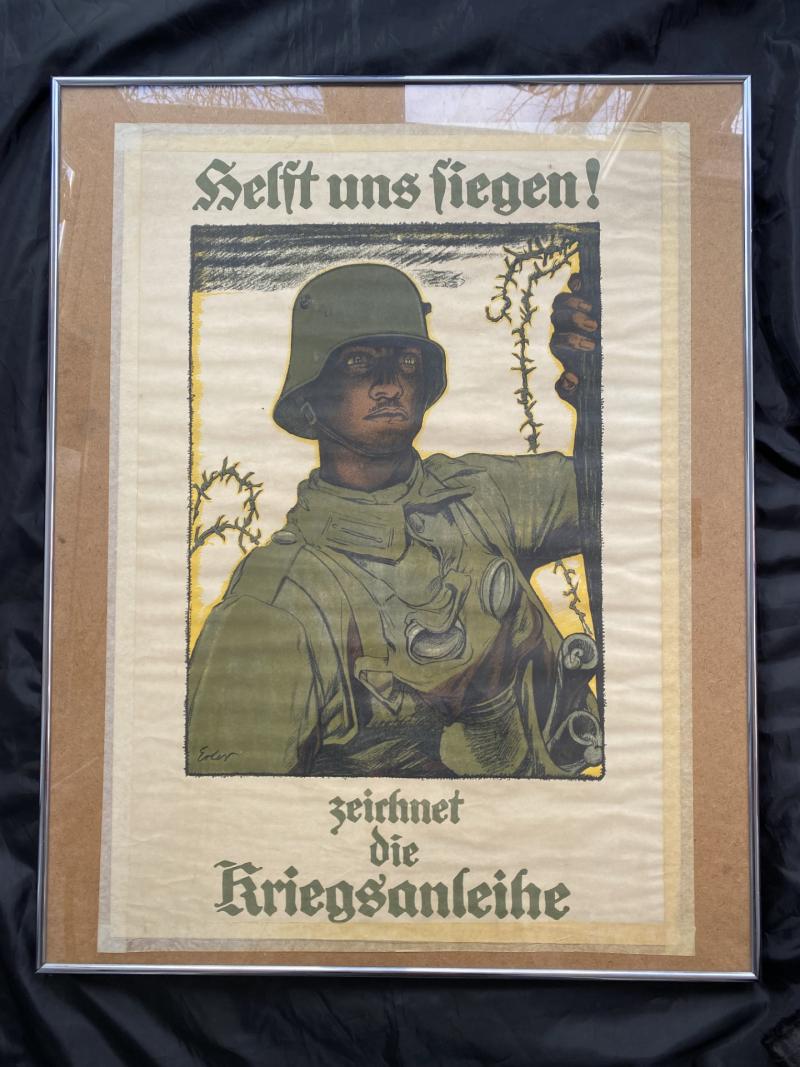 Helft uns ſiegen!
Erler
zeichnet
die
Kriegsanleihe